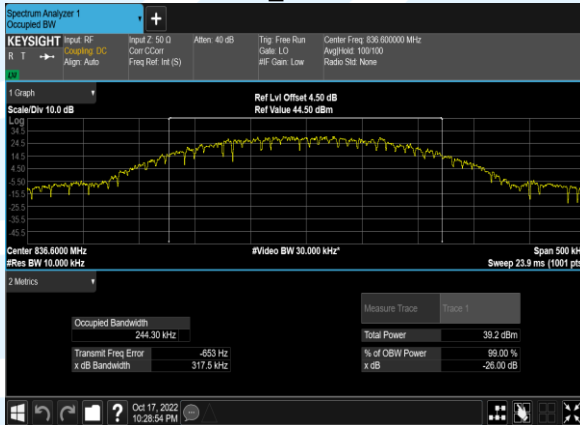 Spectrum Analyzer 1
Occupied BW
KEYSIGHT
R T
Input: RF
Coupling: DC
Align: Auto
Input Z: 50 Ω
Corr CCorr
Freq Ref: Int (S)
Atten: 40 dB
Trig: Free Run
Gate: LO
#IF Gain: Low
Center Freq: 836.600000 MHz
Avg|Hold: 100/100
Radio Std: None
1 Graph
Scale/Div 10.0 dB
Ref Lvl Offset 4.50 dB
Ref Value 44.50 dBm
Log
34.5
24.5
14.5
4.50
-5.50
-15.5
-25.5
-35.5
-45.5
Center 836.6000 MHz
#Res BW 10.000 kHz
#Video BW 30.000 kHz*
Span 500 kHz
Sweep 23.9 ms (1001 pts
2 Metrics
Measure Trace
Trace 1
Occupied Bandwidth
244.30 kHz
Total Power
39.2 dBm
Transmit Freq Error
-653 Hz
% of OBW Power
99.00 %
x dB Bandwidth
317.5 kHz
x dB
-26.00 dB
?
Oct 17, 2022
10:28:54 PM